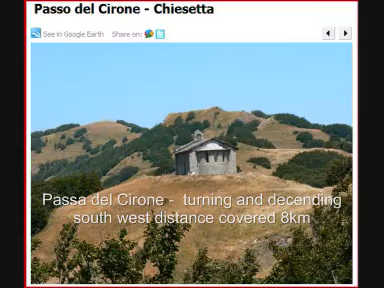 Passo del Cirone - Chiesetta
See in Google Earth Share on:
Passa del Cirone - turning and decending
south west distance covered 8km